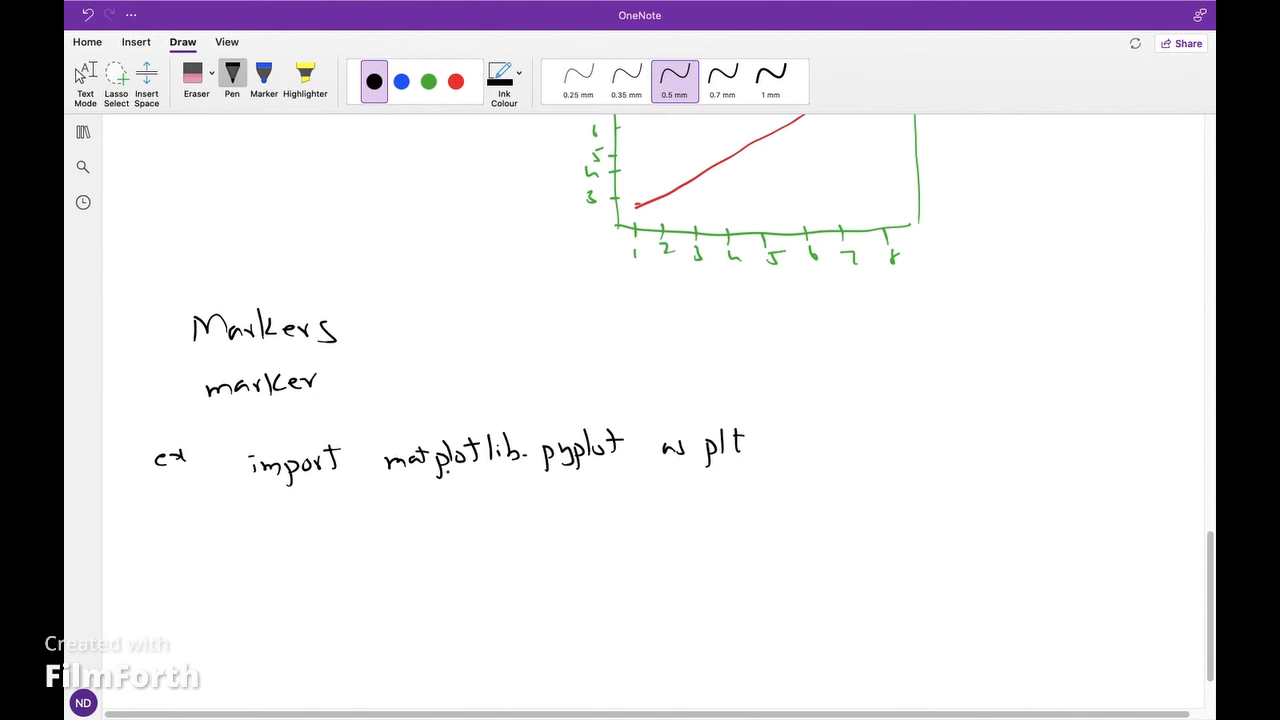 OneNote
Home Insert Draw View
Share
Text Mode Lasso Select Insert Space Eraser Pen Marker Highlighter Ink Colour 0.25 mm 0.35 mm 0.5 mm 0.7 mm 1 mm
6
5
4
3
1 2 3 4 5 6 7 8
Markers
marker
ex import matplotlib.pyplot as plt
Created with
FilmForth
ND